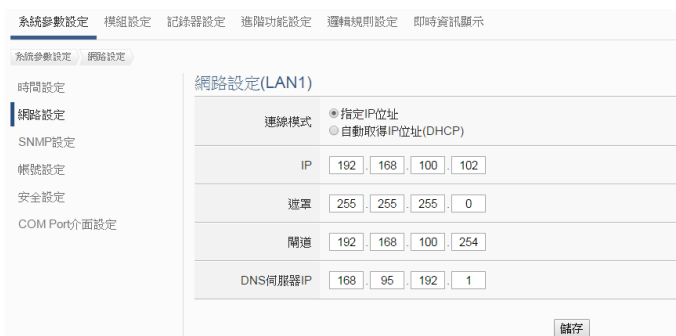 系統參數設定 模組設定 記錄器設定 進階功能設定 邏輯規則設定 即時資訊顯示
系統參數設定 網路設定
時間設定
網路設定
SNMP設定
帳號設定
安全設定
COM Port介面設定
網路設定(LAN1)
連線模式 指定IP位址
自動取得IP位址(DHCP)
IP 192 . 168 . 100 . 102
遮罩 255 . 255 . 255 . 0
閘道 192 . 168 . 100 . 254
DNS伺服器IP 168 . 95 . 192 . 1
儲存